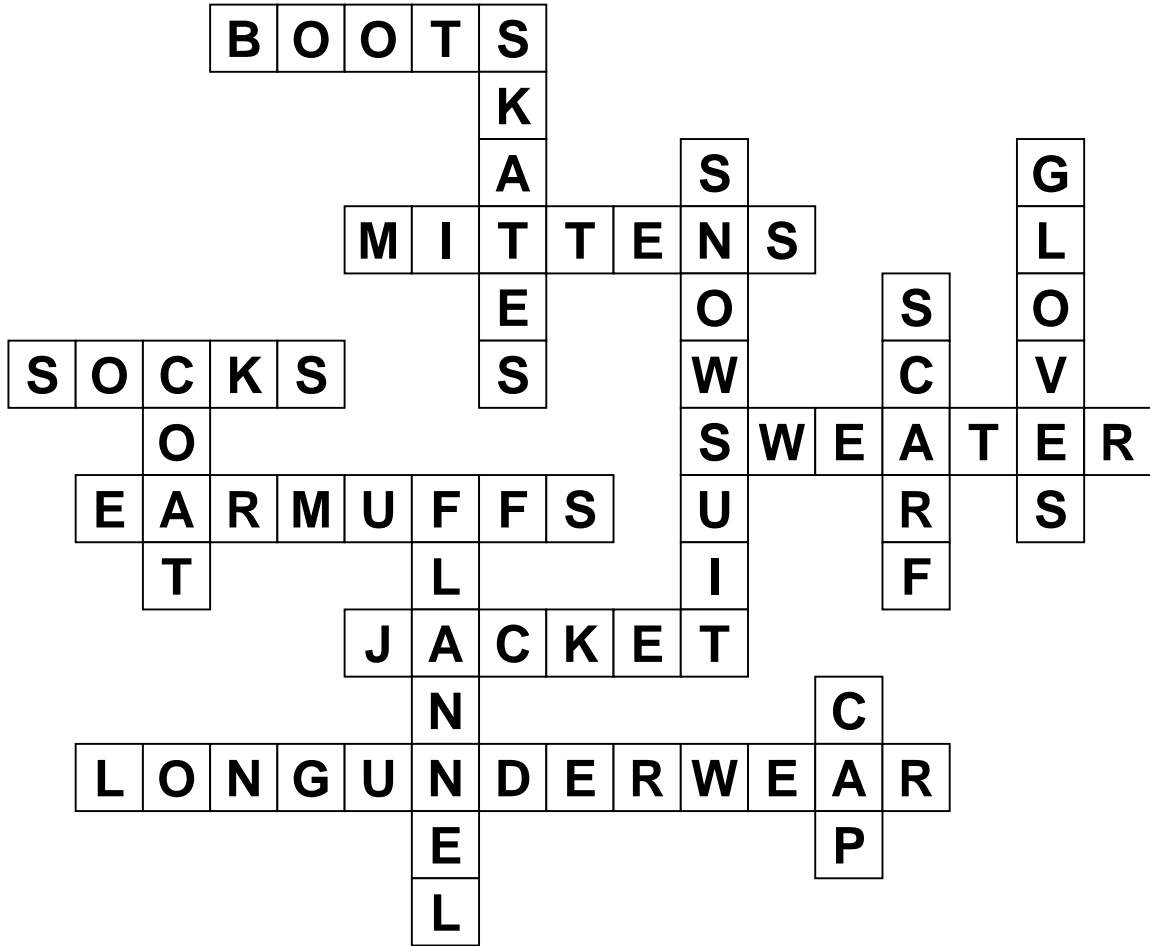 BOOTS
SKATES
SNOWSUIT
GLOVES
MITTENS
SCARF
SOCKS
COAT
SWEATER
EARMUFFS
FLANNEL
JACKET
CAP
LONGUNDERWEAR